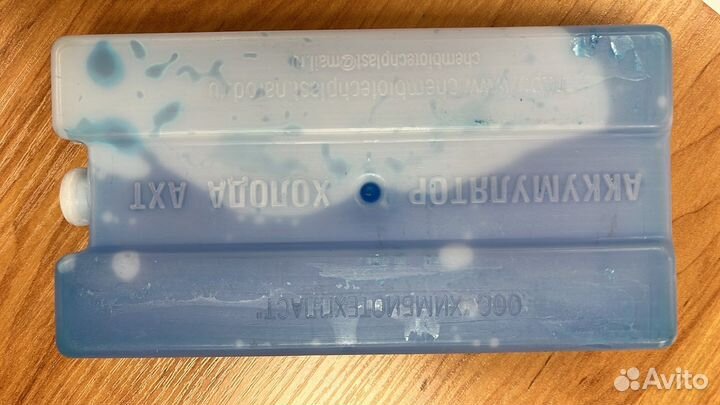 ООО "ХИМБИОТЕХПЛАСТ"
АККУМУЛЯТОР ХОЛОДА АХТ
http://www.chembiotechplast.narod.ru
chembiotechplast@mail.ru
Avito